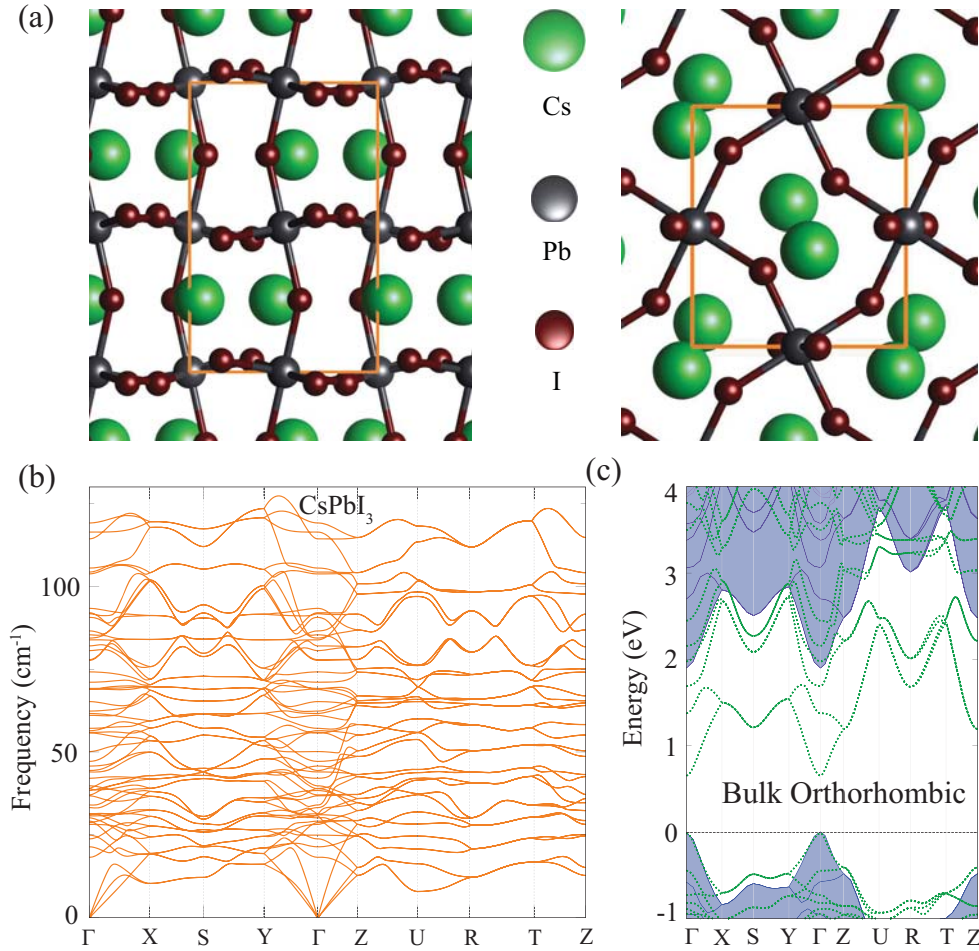 (a)
Cs
Pb
I
(b)
CsPbI3
Frequency (cm-1)
100
50
0
Γ X S Y Γ Z U R T Z
(c)
Energy (eV)
4
3
2
1
0
-1
Bulk Orthorhombic
Γ X S Y Γ Z U R T Z